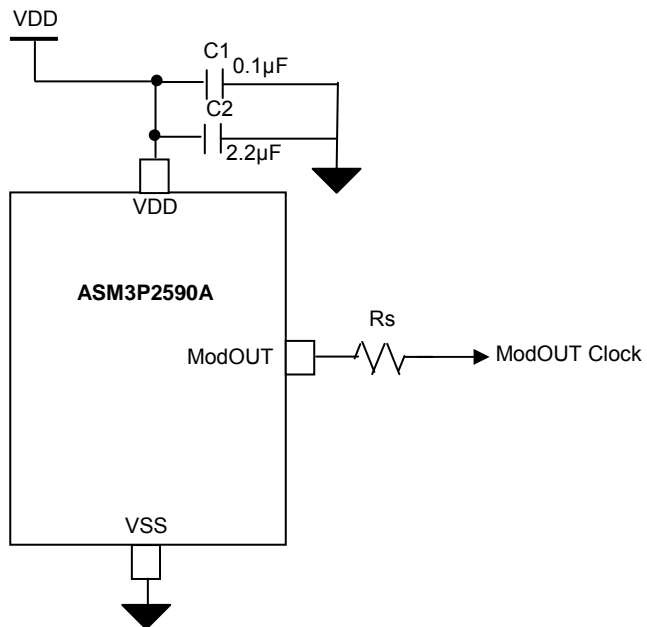 VDD
C1
0.1µF
C2
2.2µF
VDD
ASM3P2590A
Rs
ModOUT
ModOUT Clock
VSS